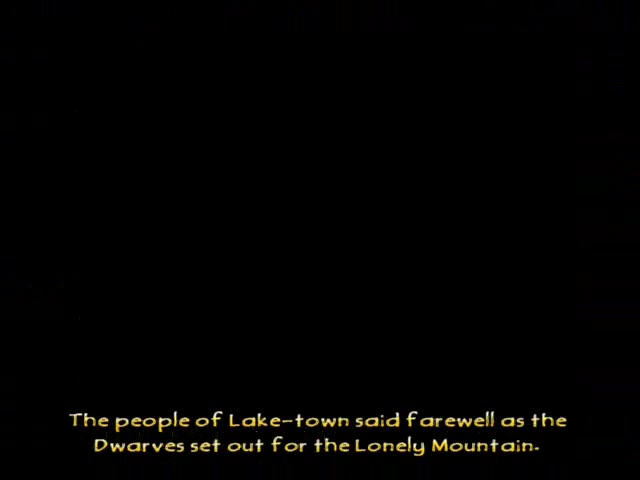 The people of Lake-town said farewell as the
Dwarves set out for the Lonely Mountain.